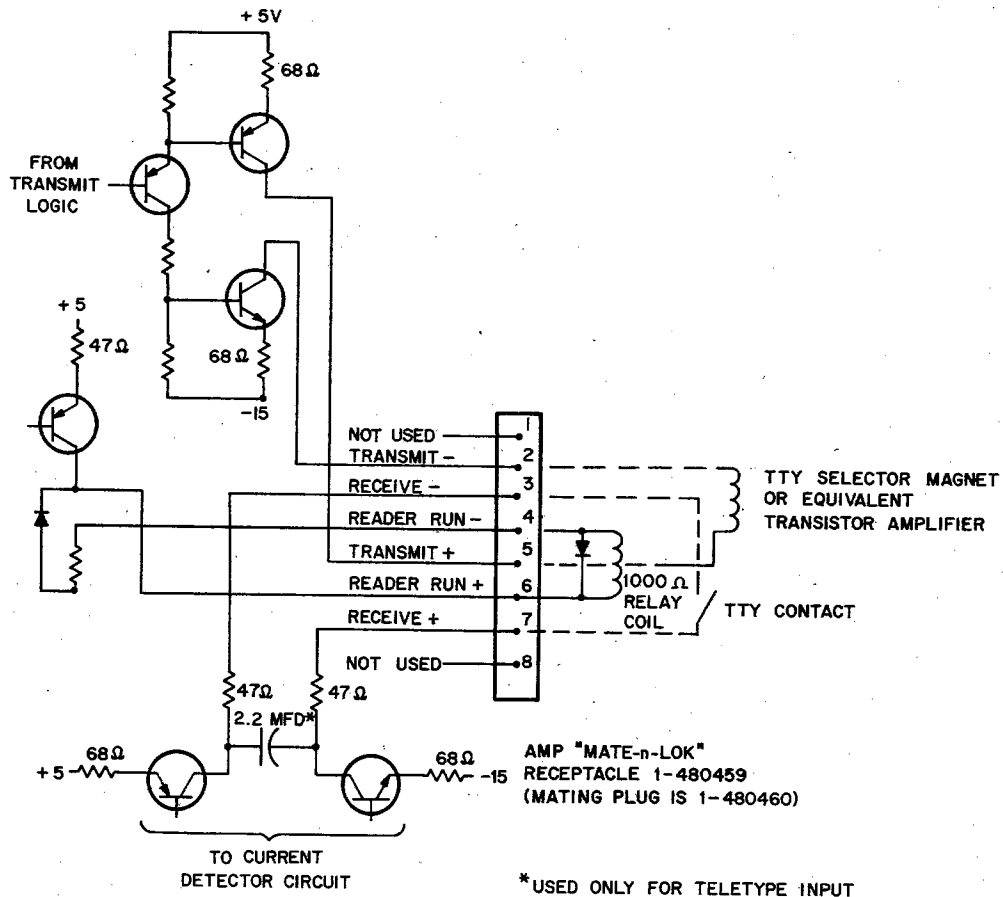 +5V
68Ω
FROM
TRANSMIT
LOGIC
+5
47Ω
68Ω
-15
NOT USED
TRANSMIT-
RECEIVE-
READER RUN-
TRANSMIT+
READER RUN+
RECEIVE+
NOT USED
1
2
3
4
5
6
7
8
TTY SELECTOR MAGNET
OR EQUIVALENT
TRANSISTOR AMPLIFIER
1000 Ω
RELAY
COIL
TTY CONTACT
47Ω
47Ω
2.2 MFD*
+5
68Ω
68Ω
-15
AMP "MATE-n-LOK"
RECEPTACLE 1-480459
(MATING PLUG IS 1-480460)
TO CURRENT
DETECTOR CIRCUIT
*USED ONLY FOR TELETYPE INPUT